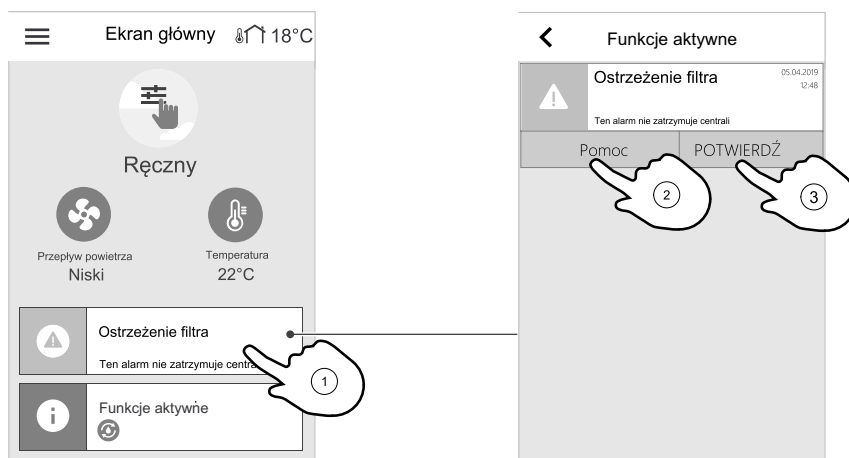 Ekran główny 18°C
Ręczny
Przepływ powietrza
Niski
Temperatura
22°C
Ostrzeżenie filtra
Ten alarm nie zatrzymuje
1
Funkcje aktywne
Funkcje aktywne
Ostrzeżenie filtra
05.04.2019
12:48
Ten alarm nie zatrzymuje centrali
Pomoc
POTWIERDŹ
2
3